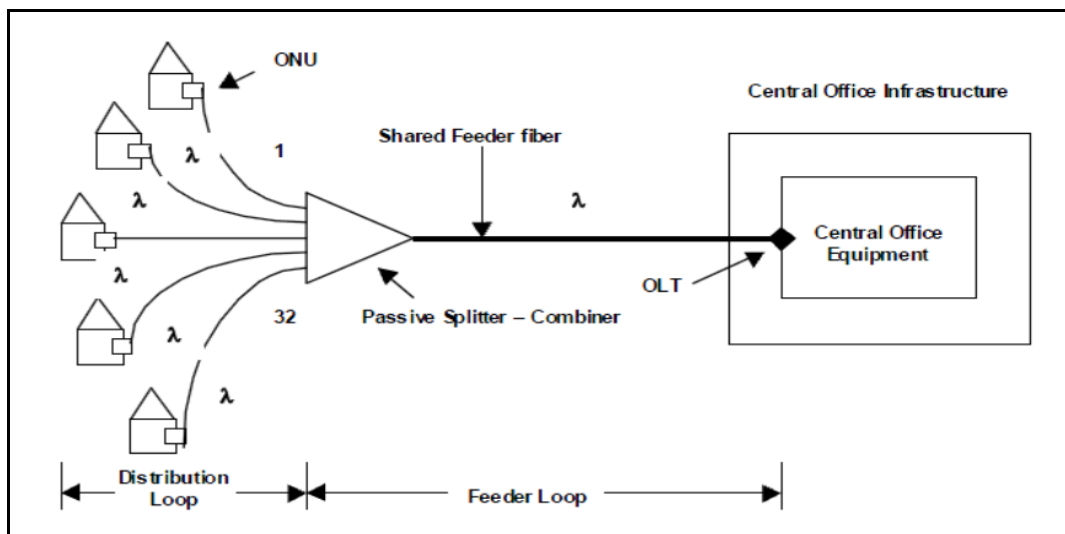 ONU
Central Office Infrastructure
Shared Feeder fiber
1
λ
λ
λ
Central Office
Equipment
λ
OLT
32
Passive Splitter – Combiner
λ
λ
Distribution
Loop
Feeder Loop